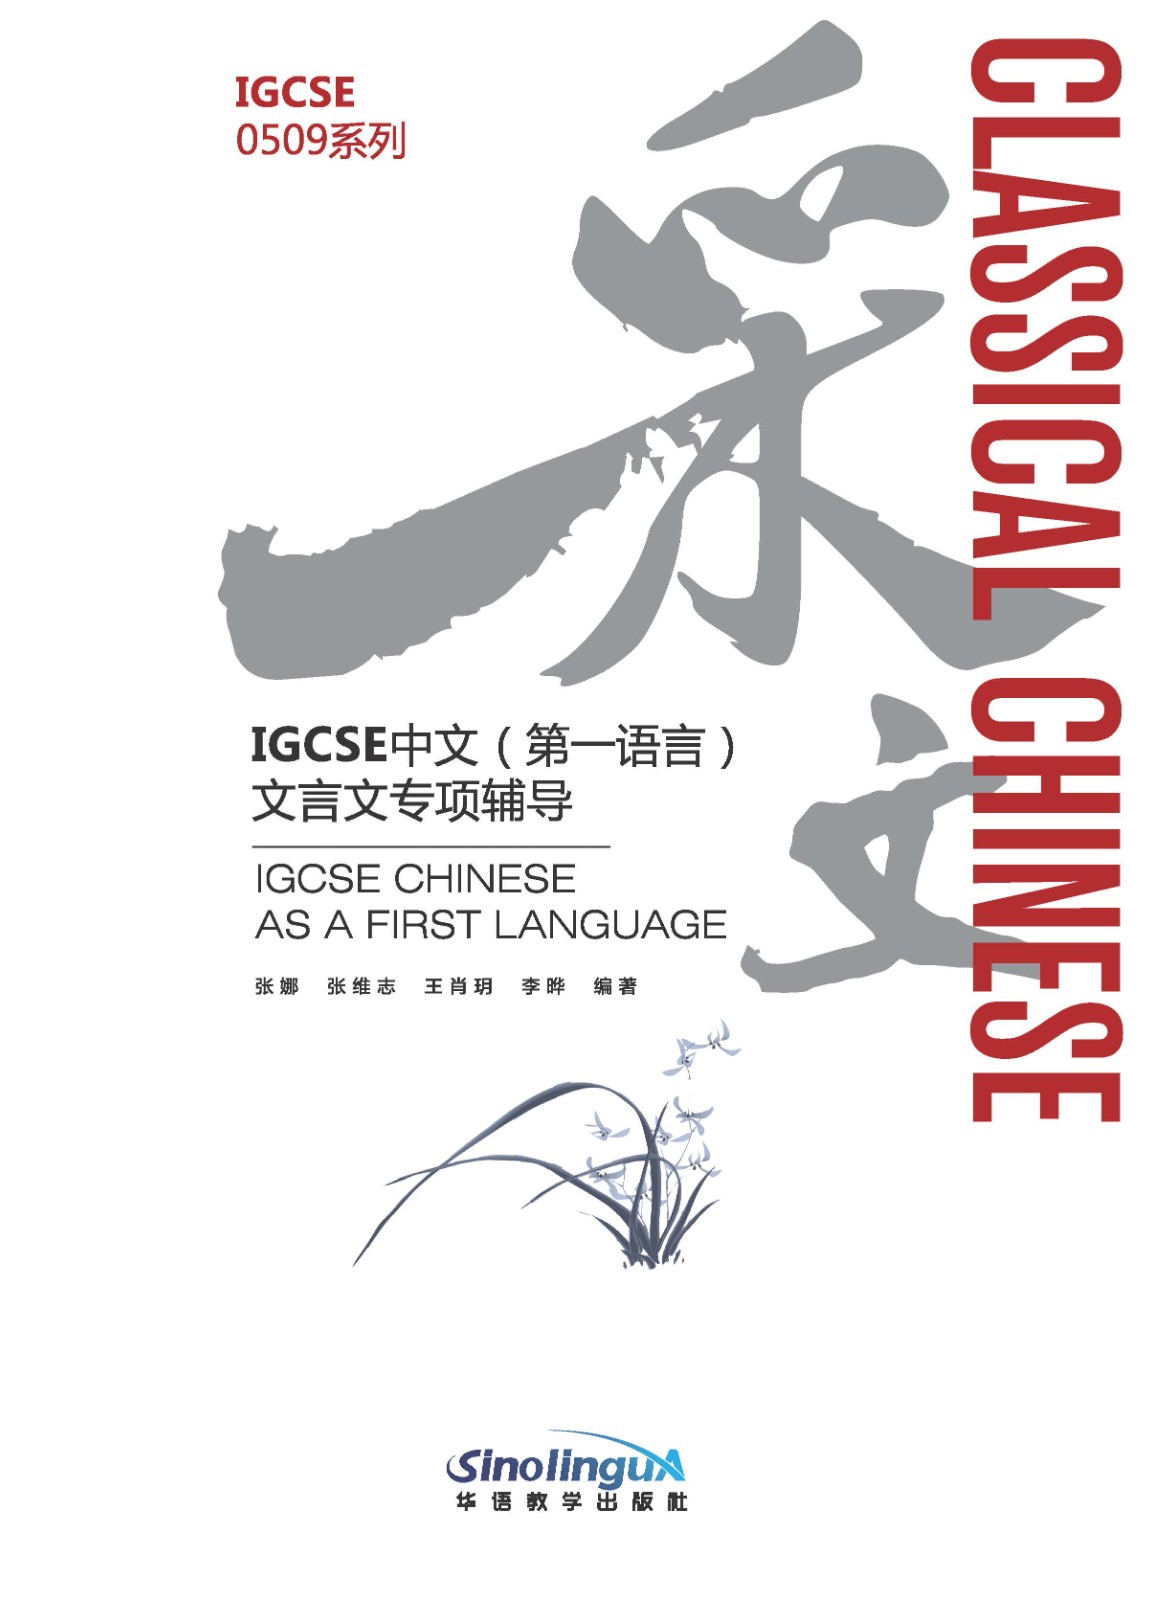 IGCSE
0509系列
采文
CLASSICAL CHINESE
IGCSE中文（第一语言）
文言文专项辅导
IGCSE CHINESE
AS A FIRST LANGUAGE
张娜 张维志 王肖玥 李晔 编著
SinolinguA
华语教学出版社